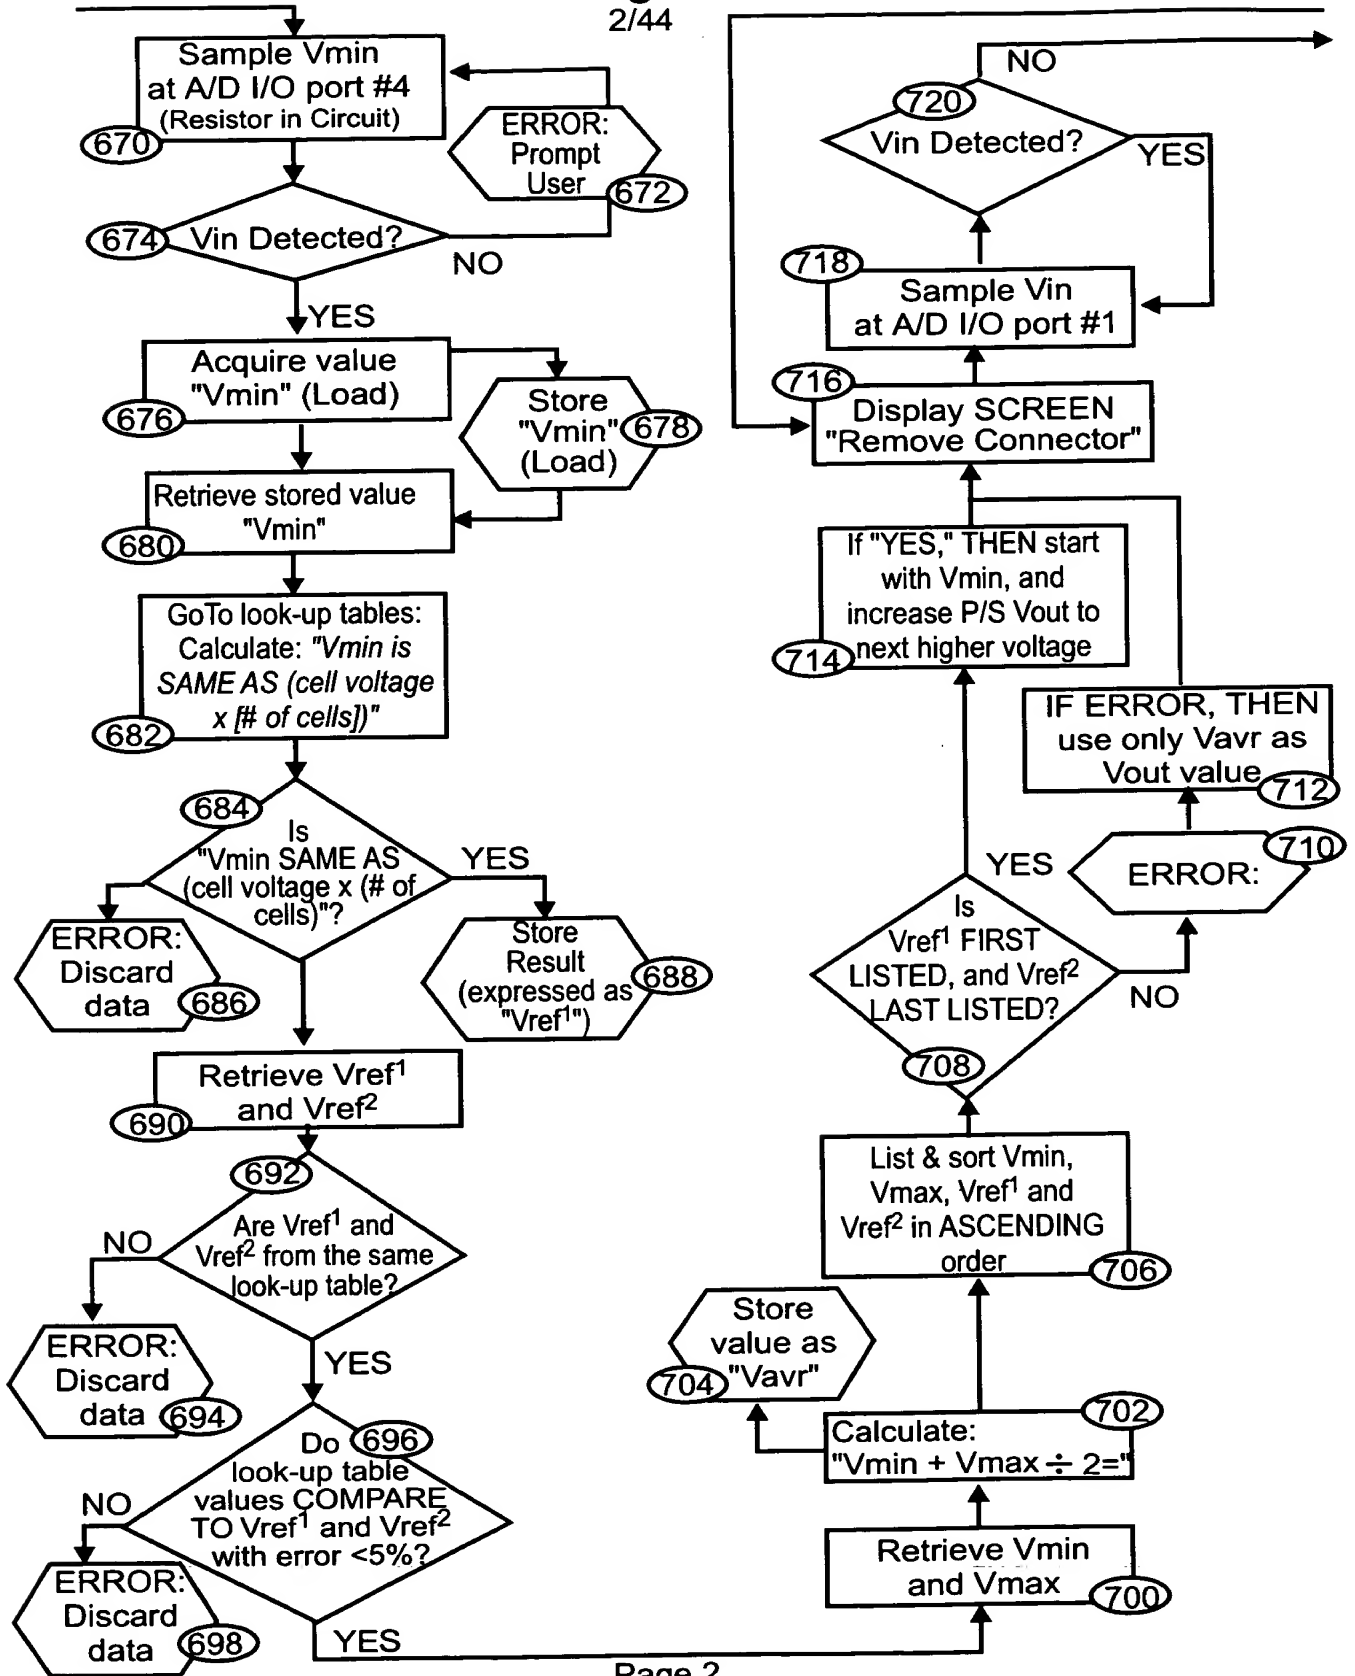 2/44
Sample Vmin
at A/D I/O port #4
(Resistor in Circuit)
670
ERROR:
Prompt
User
672
674
Vin Detected?
NO
YES
Acquire value
"Vmin" (Load)
676
Store
"Vmin"
(Load)
678
Retrieve stored value
"Vmin"
680
GoTo look-up tables:
Calculate: "Vmin is
SAME AS (cell voltage
x [# of cells])"
682
684
Is
"Vmin SAME AS
(cell voltage x (# of
cells)"?
YES
ERROR:
Discard
data
686
Store
Result
(expressed as
"Vref1")
688
Retrieve Vref1
and Vref2
690
692
Are Vref1 and
Vref2 from the same
look-up table?
NO
YES
ERROR:
Discard
data
694
Do
look-up table
values COMPARE
TO Vref1 and Vref2
with error <5%?
696
NO
YES
ERROR:
Discard
data
698
NO
720
Vin Detected?
YES
718
Sample Vin
at A/D I/O port #1
716
Display SCREEN
"Remove Connector"
If "YES," THEN start
with Vmin, and
increase P/S Vout to
next higher voltage
714
IF ERROR, THEN
use only Vavr as
Vout value
712
710
ERROR:
YES
Is
Vref1 FIRST
LISTED, and Vref2
LAST LISTED?
708
NO
List & sort Vmin,
Vmax, Vref1 and
Vref2 in ASCENDING
order
706
Store
value as
"Vavr"
704
702
Calculate:
"Vmin + Vmax ÷ 2="
Retrieve Vmin
and Vmax
700
Page 2